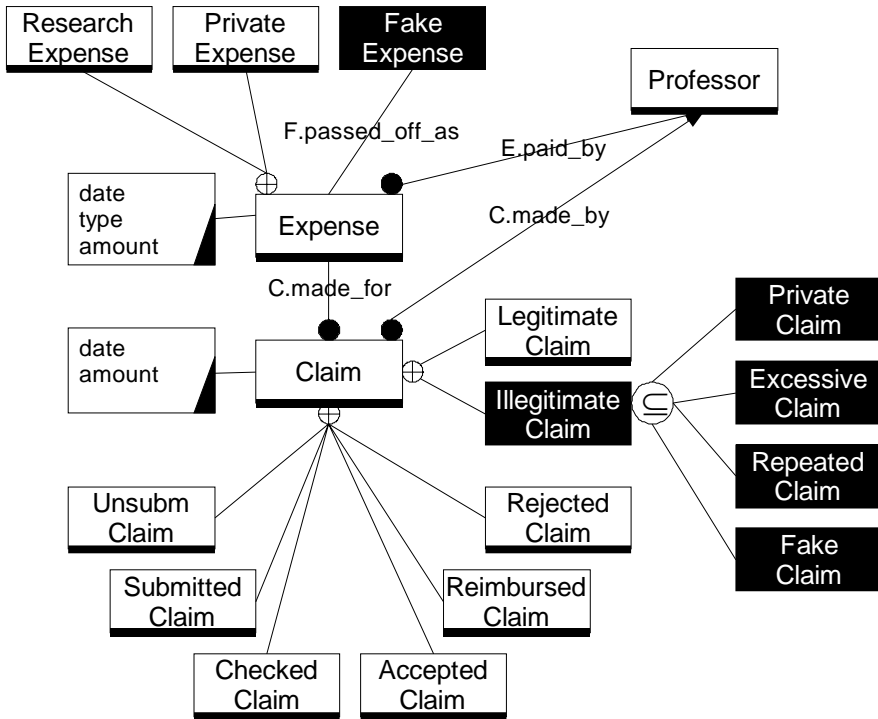 Research
Expense
Private
Expense
Fake
Expense
Professor
F.passed_off_as
E.paid_by
date
type
amount
Expense
C.made_by
C.made_for
date
amount
Claim
Legitimate
Claim
Illegitimate
Claim
⊆
Private
Claim
Excessive
Claim
Repeated
Claim
Fake
Claim
Unsubm
Claim
Rejected
Claim
Submitted
Claim
Reimbursed
Claim
Checked
Claim
Accepted
Claim